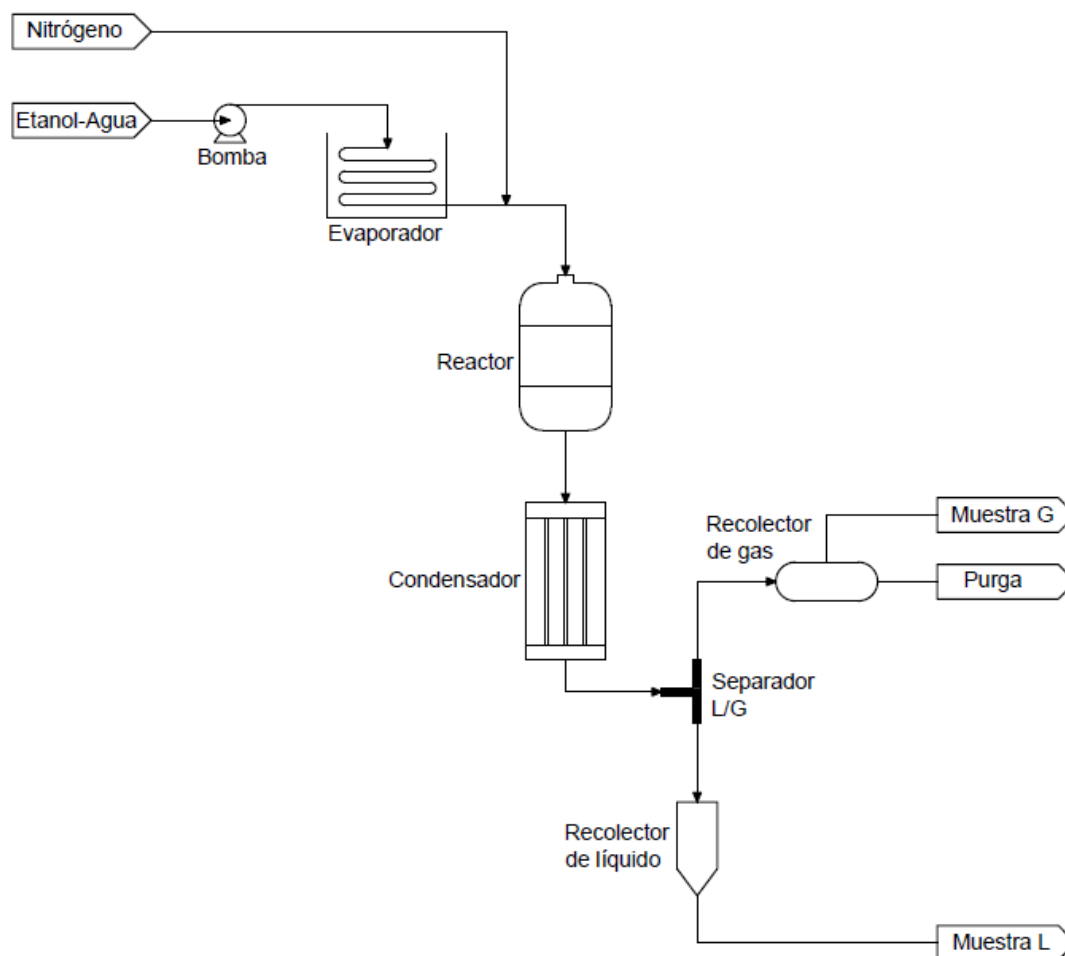 Nitrógeno
Etanol-Agua
Bomba
Evaporador
Reactor
Condensador
Recolector
de gas
Muestra G
Purga
Separador
L/G
Recolector
de líquido
Muestra L